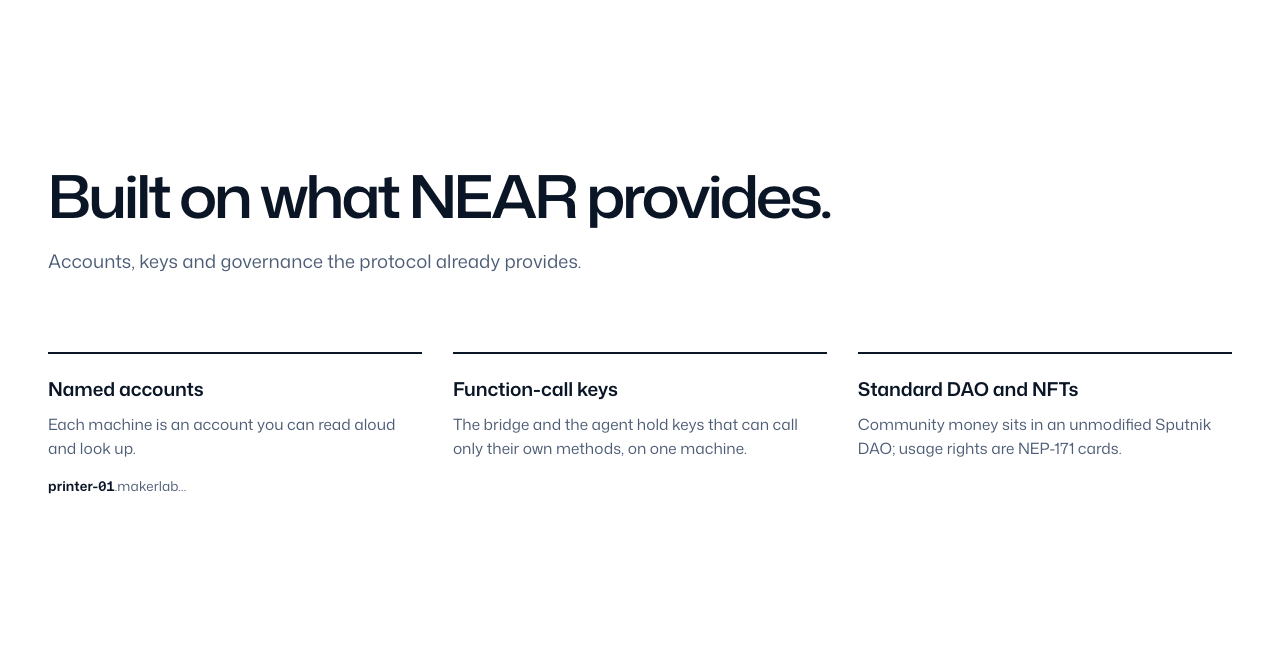 Built on what NEAR provides.
Accounts, keys and governance the protocol already provides.
Named accounts
Each machine is an account you can read aloud
and look up.
printer-01.makerlab…
Function-call keys
The bridge and the agent hold keys that can call
only their own methods, on one machine.
Standard DAO and NFTs
Community money sits in an unmodified Sputnik
DAO; usage rights are NEP-171 cards.